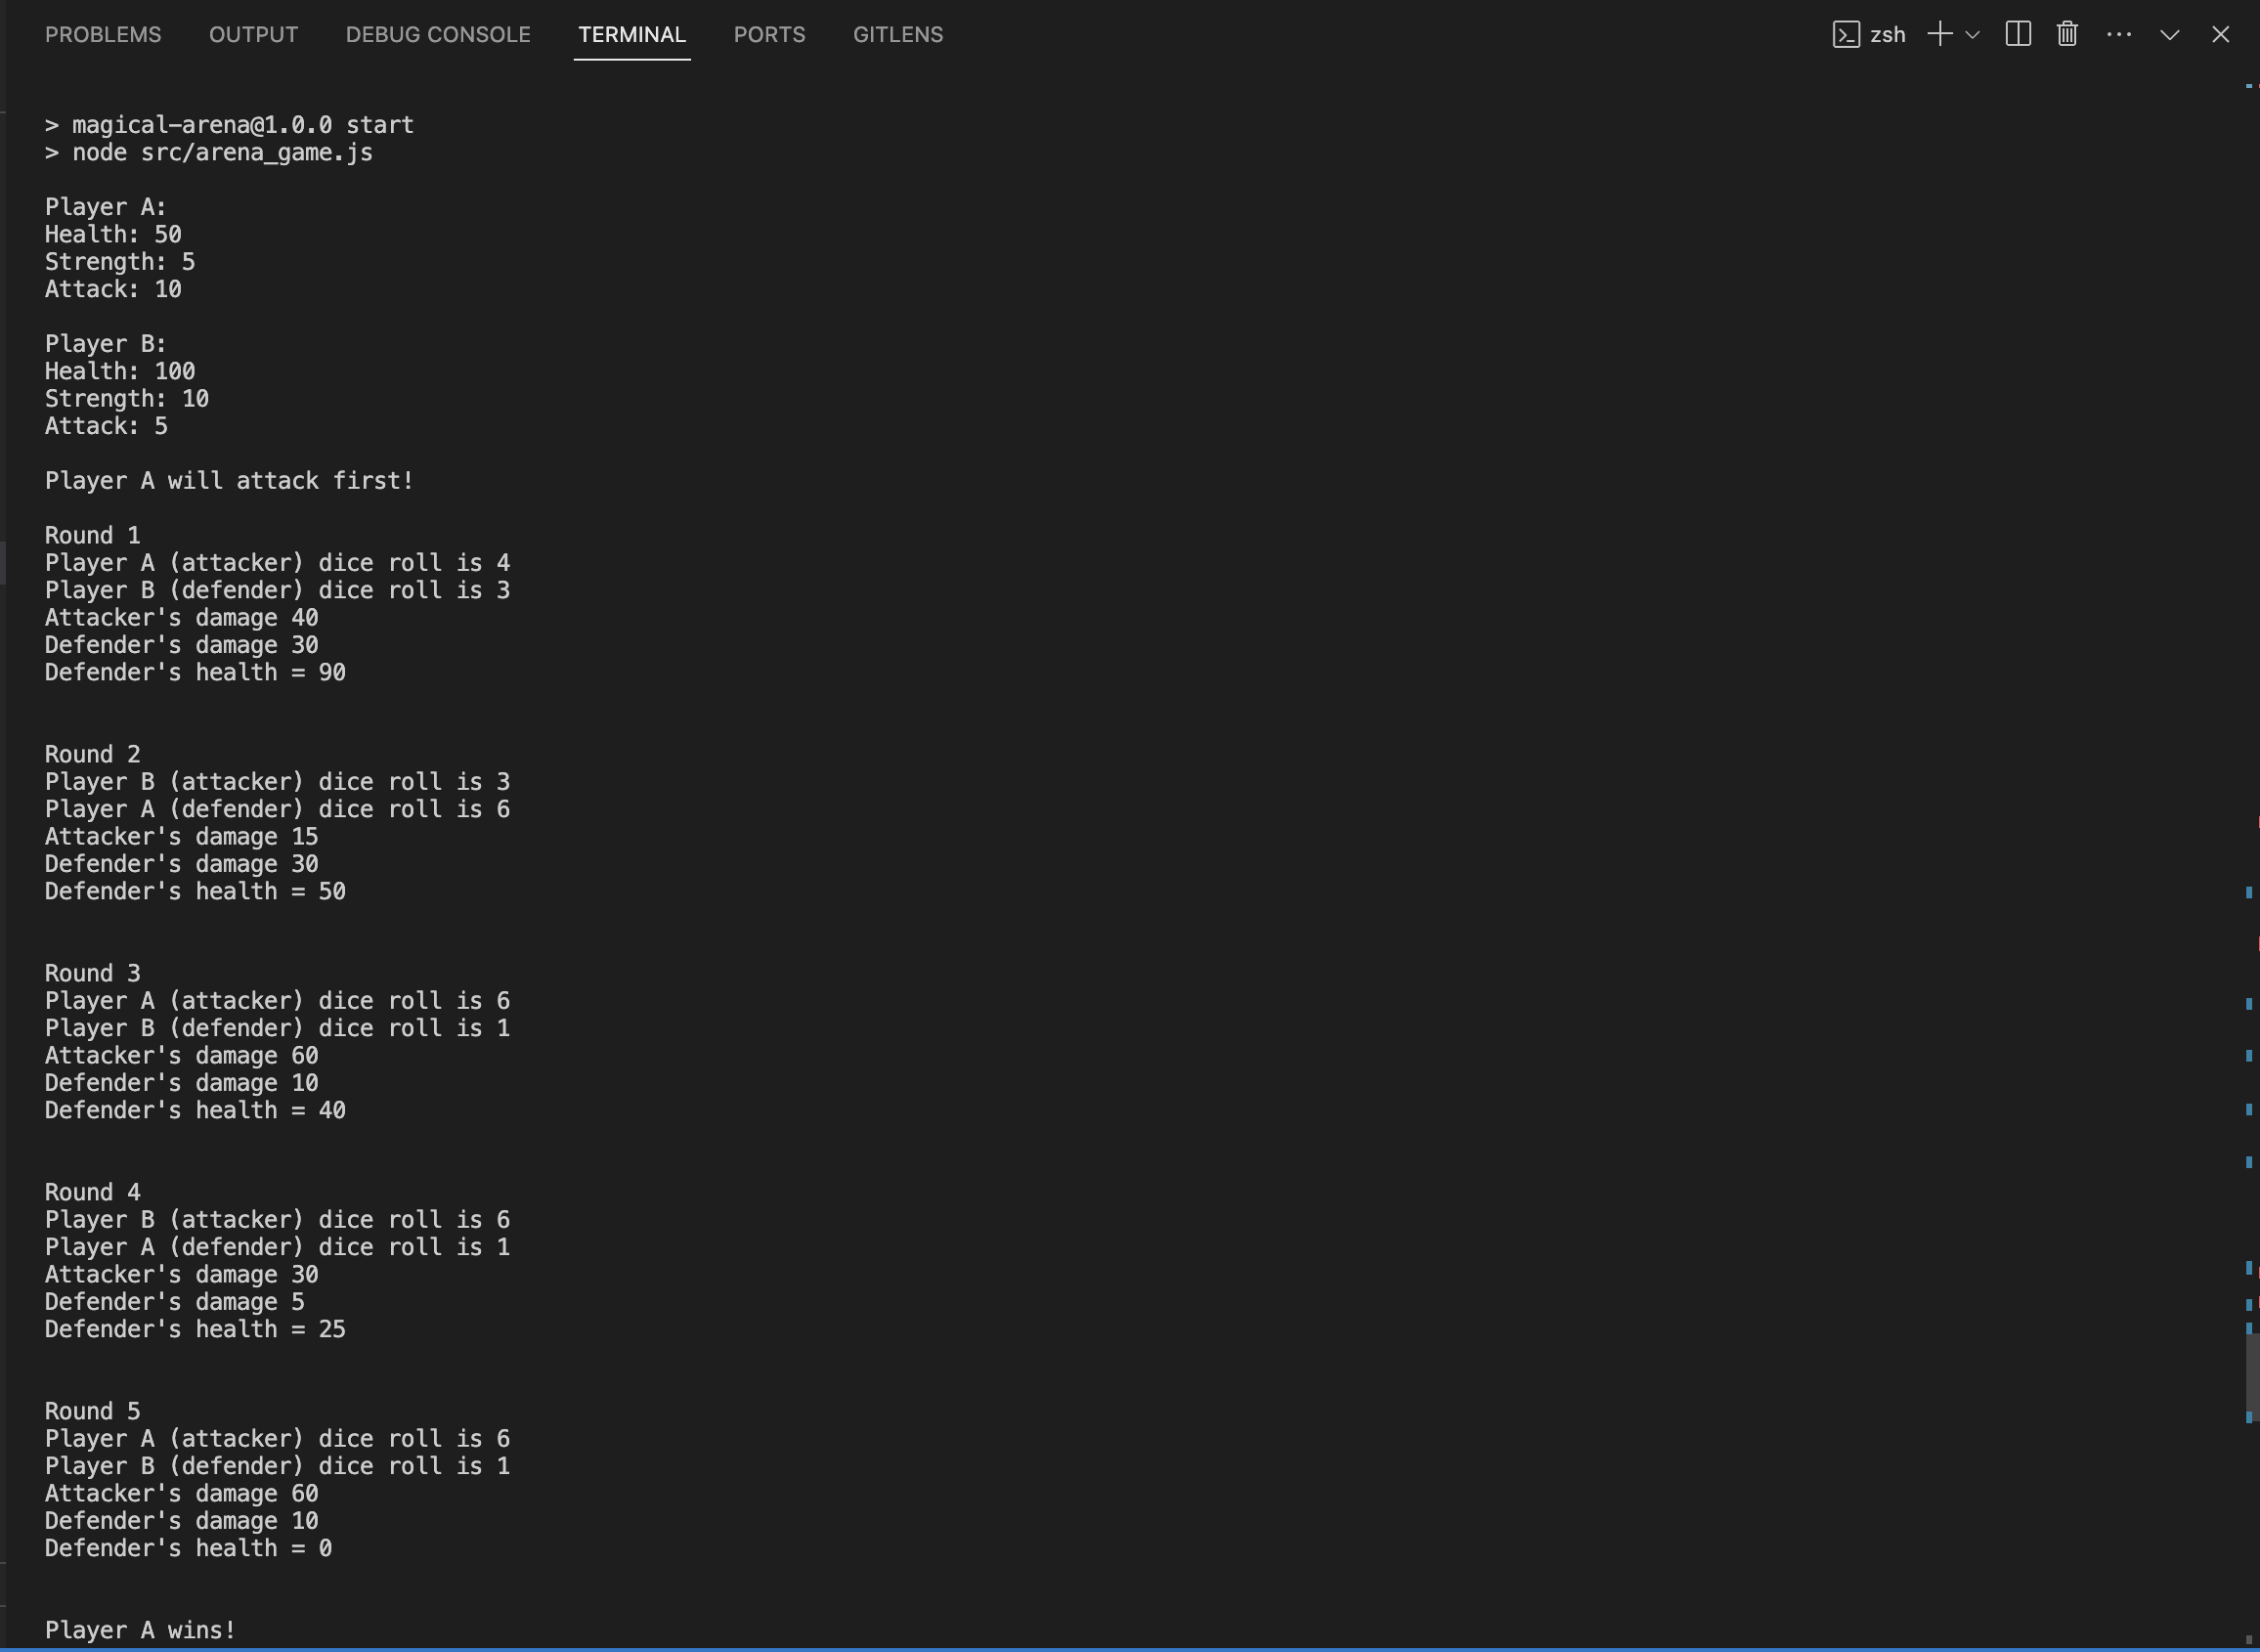 PROBLEMS OUTPUT DEBUG CONSOLE TERMINAL PORTS GITLENS zsh
> magical-arena@1.0.0 start
> node src/arena_game.js
Player A:
Health: 50
Strength: 5
Attack: 10
Player B:
Health: 100
Strength: 10
Attack: 5
Player A will attack first!
Round 1
Player A (attacker) dice roll is 4
Player B (defender) dice roll is 3
Attacker's damage 40
Defender's damage 30
Defender's health = 90
Round 2
Player B (attacker) dice roll is 3
Player A (defender) dice roll is 6
Attacker's damage 15
Defender's damage 30
Defender's health = 50
Round 3
Player A (attacker) dice roll is 6
Player B (defender) dice roll is 1
Attacker's damage 60
Defender's damage 10
Defender's health = 40
Round 4
Player B (attacker) dice roll is 6
Player A (defender) dice roll is 1
Attacker's damage 30
Defender's damage 5
Defender's health = 25
Round 5
Player A (attacker) dice roll is 6
Player B (defender) dice roll is 1
Attacker's damage 60
Defender's damage 10
Defender's health = 0
Player A wins!